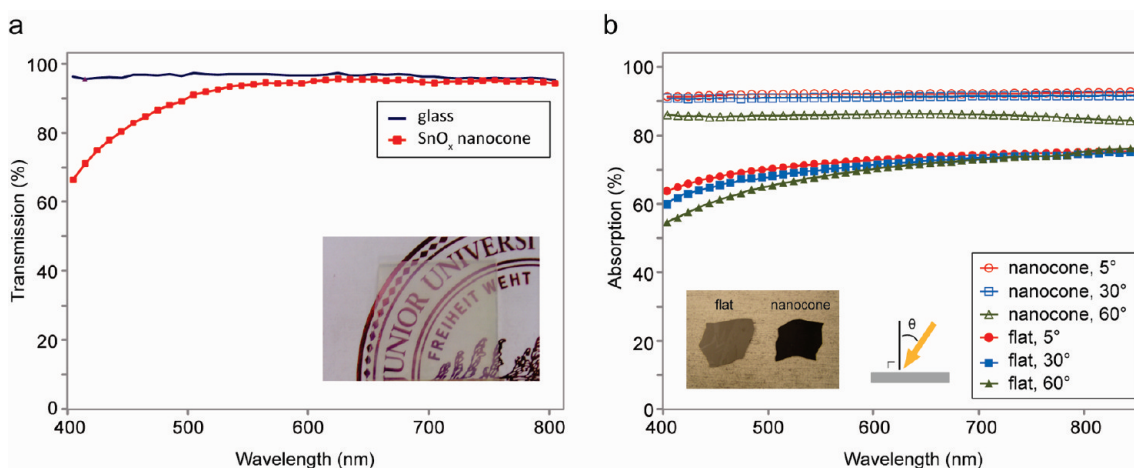 a
100
80
60
40
20
0
Transmission (%)
400
500
600
700
800
Wavelength (nm)
glass
SnOx nanocone
JUNIOR UNIVERSI
FREIHEIT WEHT
b
100
80
60
40
20
0
Absorption (%)
400
500
600
700
800
Wavelength (nm)
flat
nanocone
θ
nanocone, 5°
nanocone, 30°
nanocone, 60°
flat, 5°
flat, 30°
flat, 60°